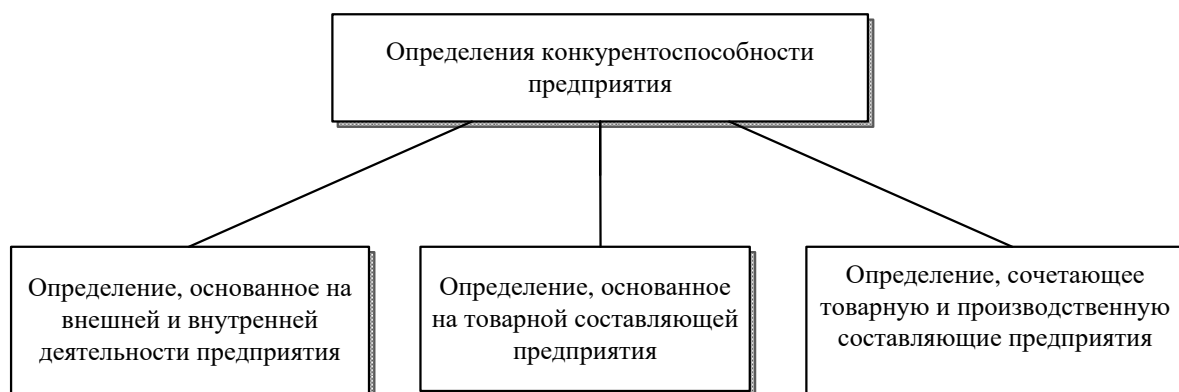 Определения конкурентоспособности
предприятия
Определение, основанное на
внешней и внутренней
деятельности предприятия
Определение, основанное
на товарной составляющей
предприятия
Определение, сочетающее
товарную и производственную
составляющие предприятия